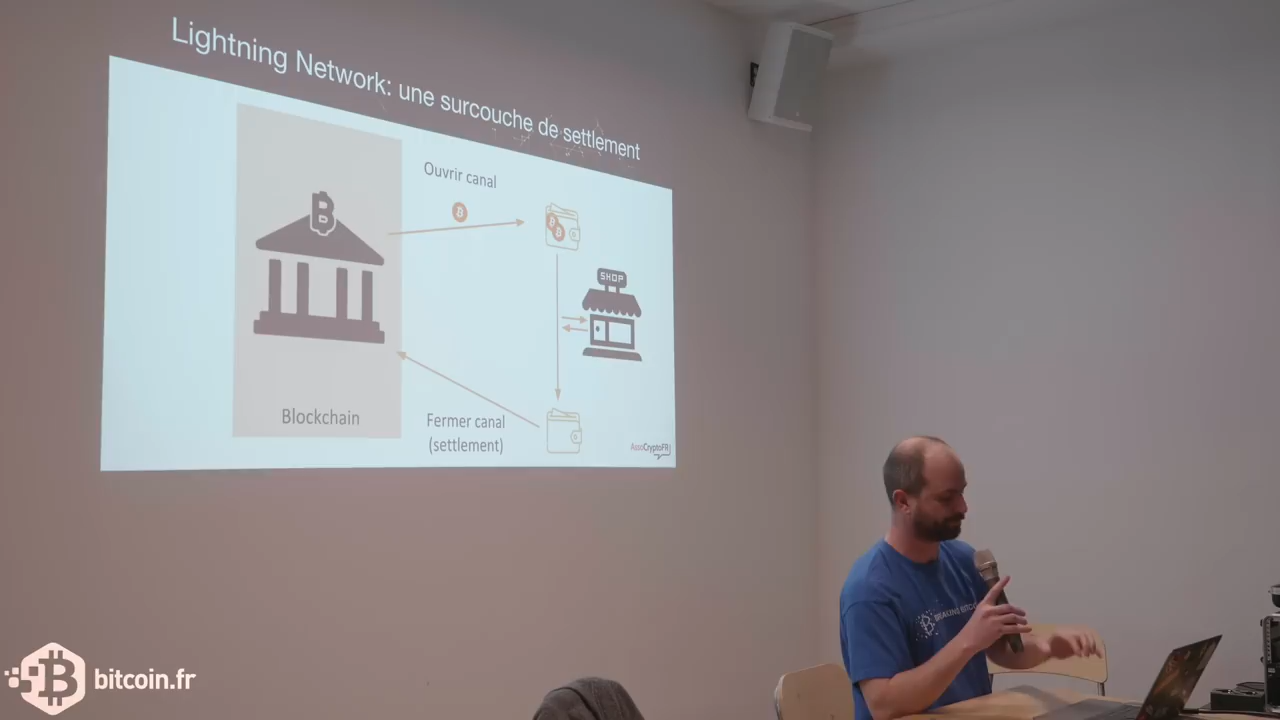 Lightning Network: une surcouche de settlement
Ouvrir canal
SHOP
Blockchain
Fermer canal
(settlement)
AssoCryptoFR
bitcoin.fr